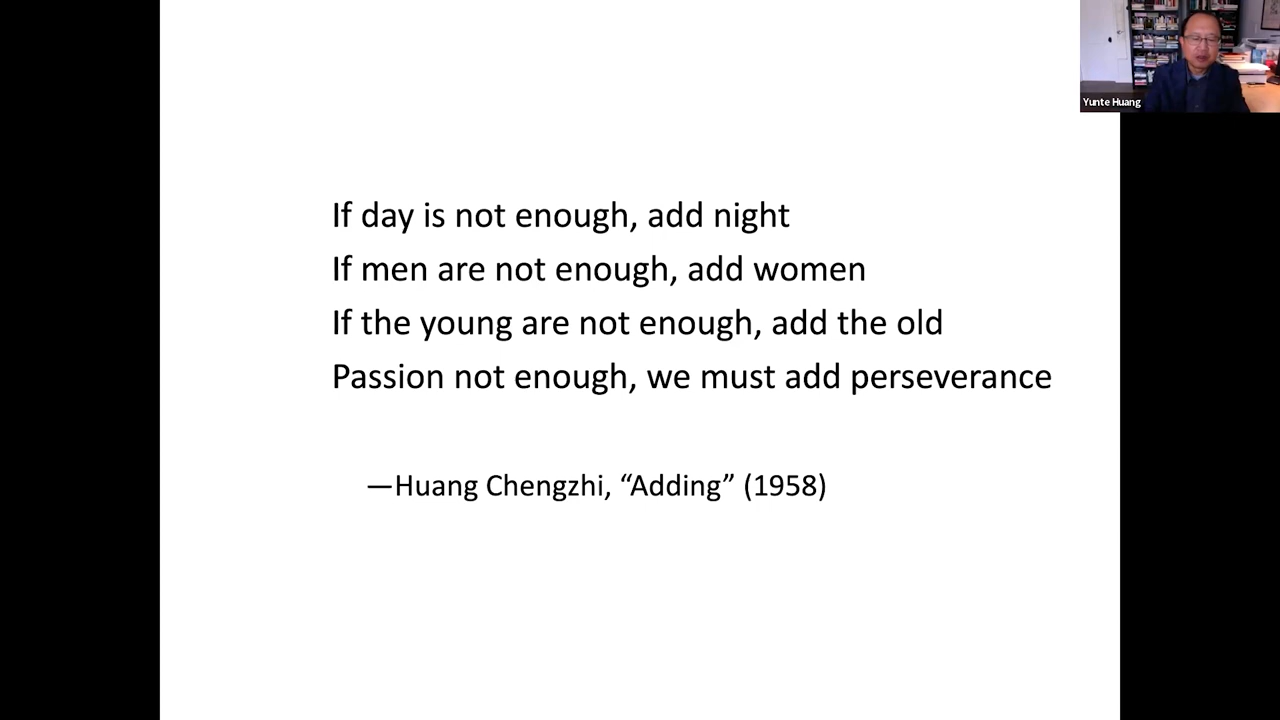 If day is not enough, add night
If men are not enough, add women
If the young are not enough, add the old
Passion not enough, we must add perseverance
—Huang Chengzhi, “Adding” (1958)
Yunte Huang